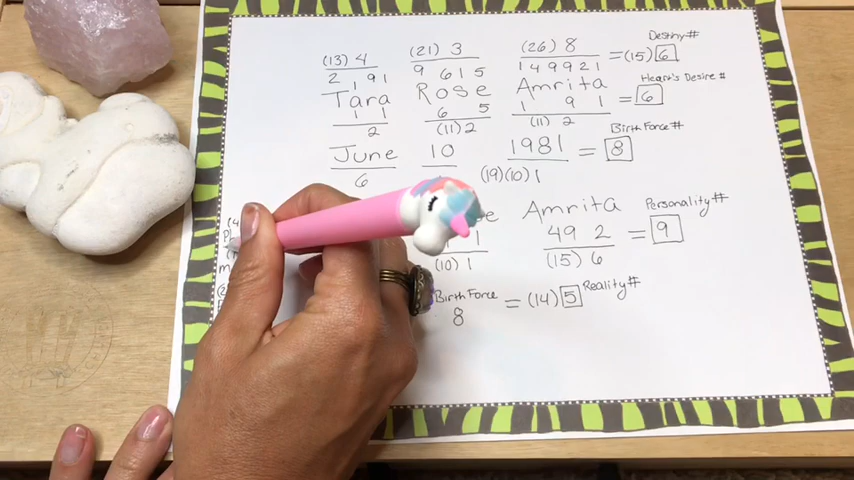 Destiny#
(13) 4 (21) 3 (26) 8 = (15) 6
2 1 9 1 9 6 1 5 1 4 9 9 2 1
Heart's Desire #
Tara Rose Amrita
1 1 6 5 1 9 1 = 6
2 (11) 2 (11) 2
Birth Force #
June 10 1981 = 8
6 (19)(10) 1
Personality #
Amrita
1 49 2 = 9
(10) 1 (15) 6
Birth Force = (14) 5 Reality#
8